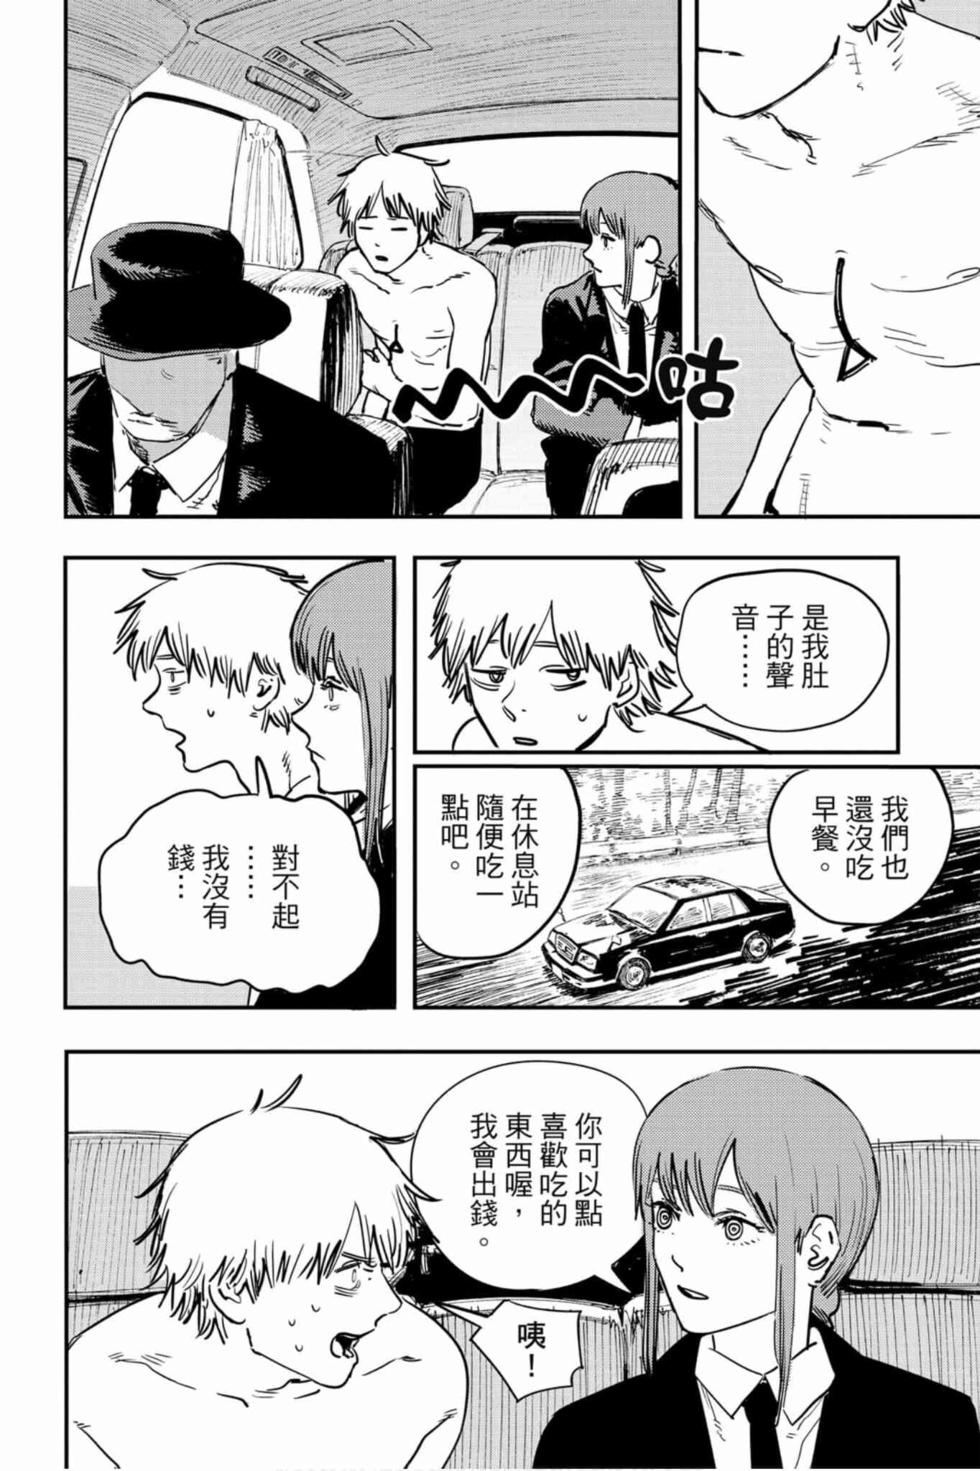 咕
是我肚
子的聲
音……
我們也
還沒吃
早餐。
在休息站
隨便吃一
點吧。
對不起
……
我沒有
錢…
你可以點
喜歡吃的
東西喔，
我會出錢。
咦！